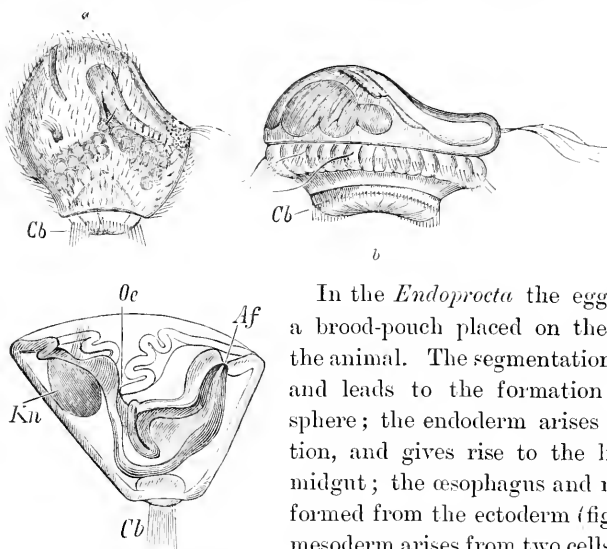 a
Cb
Cb
b
Oe
Af
Kn
Cb
In the Endoprocta the egg
a brood-pouch placed on the
the animal. The segmentation
and leads to the formation
sphere; the endoderm arises
tion, and gives rise to the
midgut; the œsophagus and
formed from the ectoderm (fig
mesoderm arises from two cells